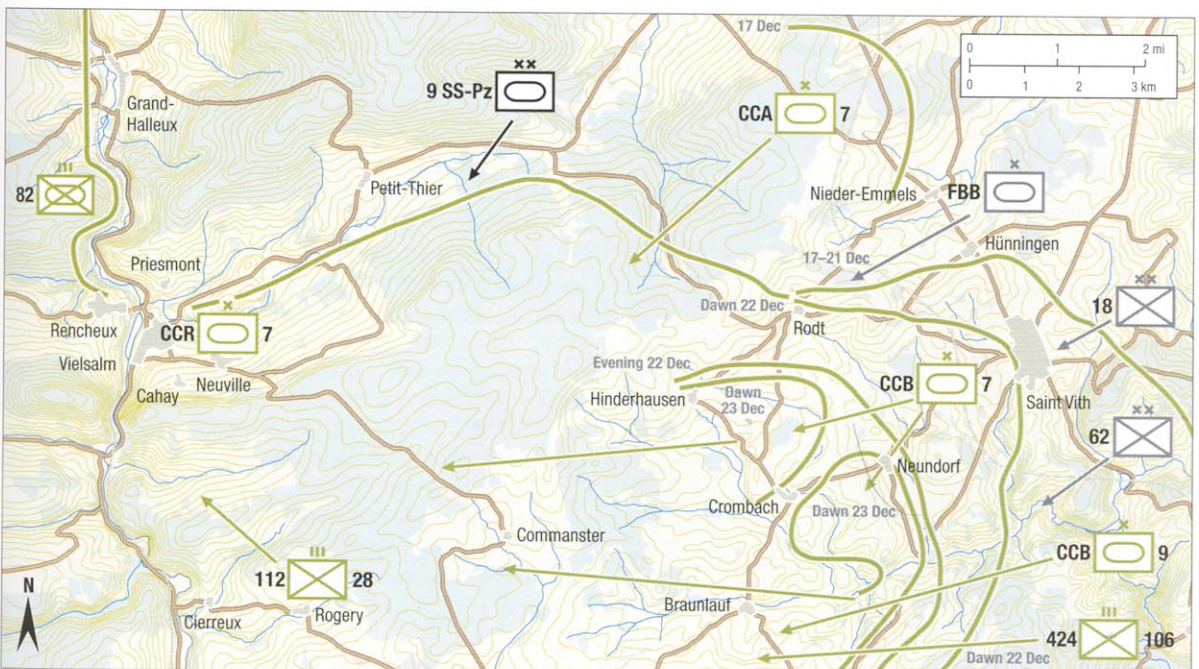 17 Dec
0 1 2 mi
0 1 2 3 km
Grand-
Halleux
9 SS-Pz
CCA 7
82
Petit-Thier
Nieder-Emmels
FBB
Hünningen
17–21 Dec
Priesmont
Dawn 22 Dec
Rodt
18
Rencheux
CCR 7
Vielsalm
Neuville
Cahay
Evening 22 Dec
Hinderhausen
Dawn
23 Dec
CCB 7
Saint Vith
62
Neundorf
Crombach
Dawn 23 Dec
Commanster
CCB 9
N
112 28
Cierreux
Rogery
Braunlauf
424 106
Dawn 22 Dec